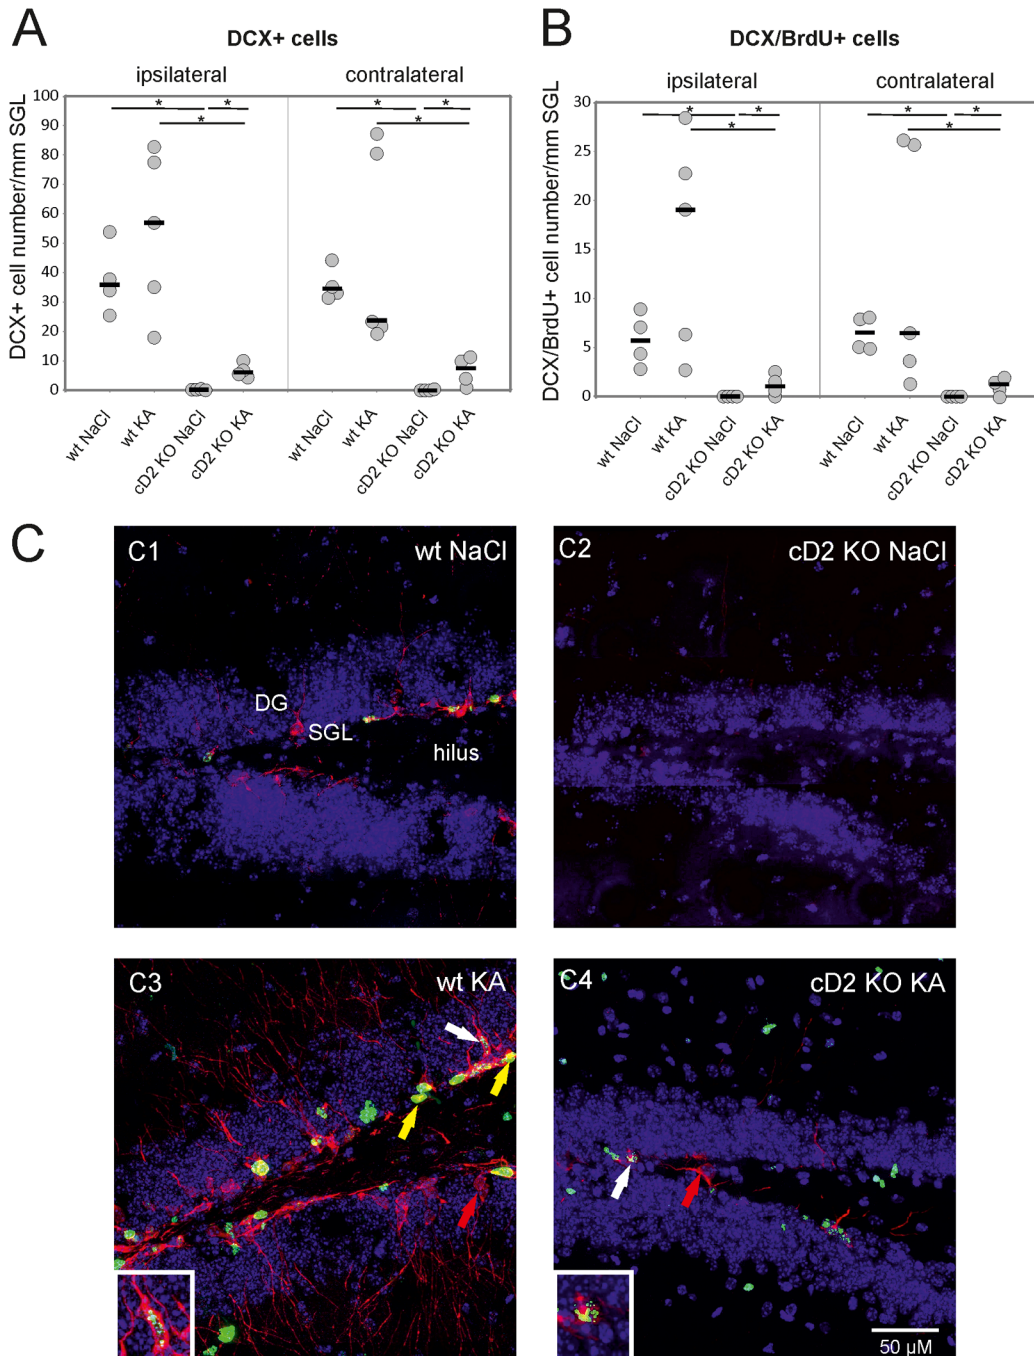 A
DCX+ cells
ipsilateral
contralateral
DCX+ cell number/mm SGL
100
90
80
70
60
50
40
30
20
10
0
* *
*
* *
*
wt NaCl
wt KA
cD2 KO NaCl
cD2 KO KA
wt NaCl
wt KA
cD2 KO NaCl
cD2 KO KA
B
DCX/BrdU+ cells
ipsilateral
contralateral
DCX/BrdU+ cell number/mm SGL
30
25
20
15
10
5
0
* *
*
* *
*
wt NaCl
wt KA
cD2 KO NaCl
cD2 KO KA
wt NaCl
wt KA
cD2 KO NaCl
cD2 KO KA
C
C1 wt NaCl
DG
SGL
hilus
C2 cD2 KO NaCl
C3 wt KA
C4 cD2 KO KA
50 µM